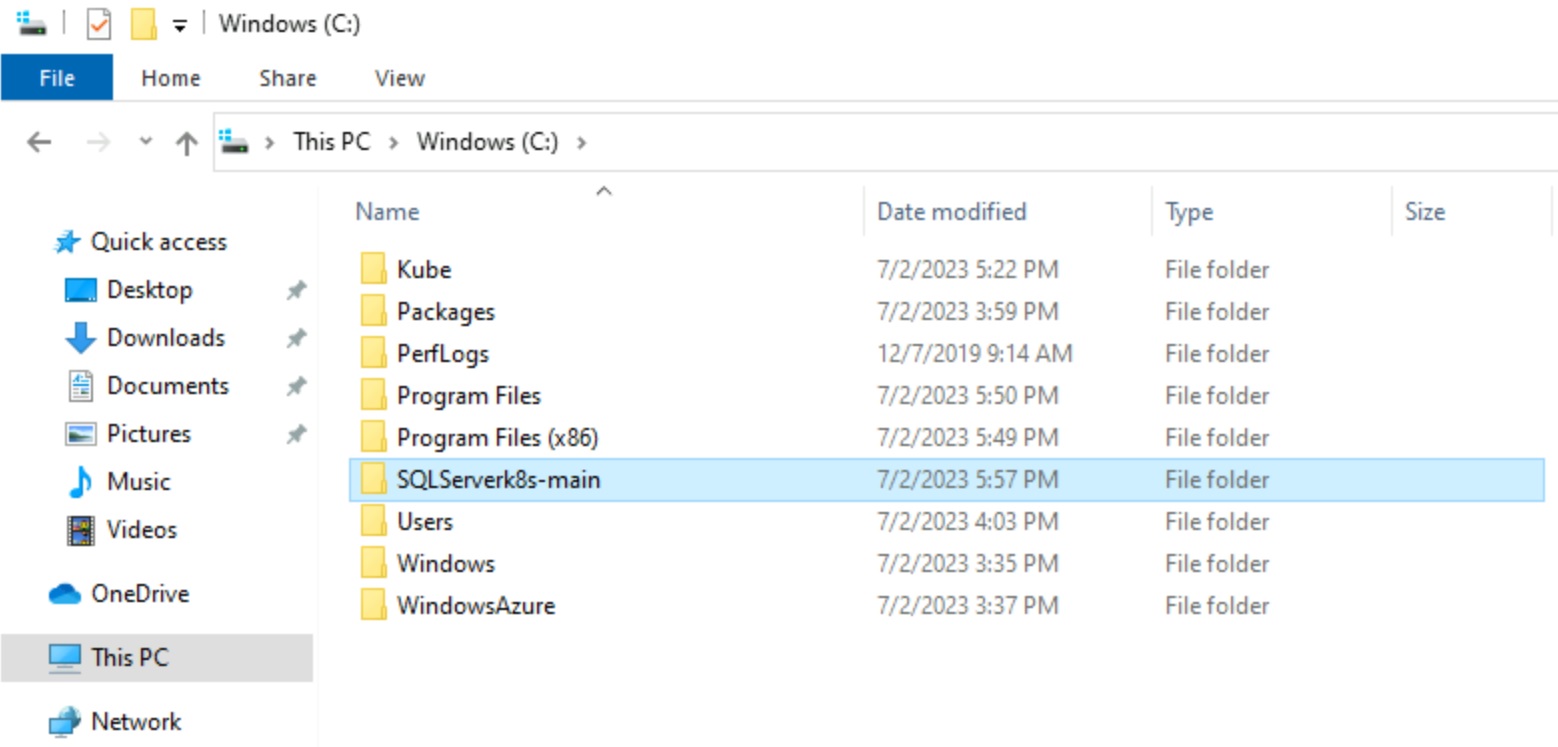 Windows (C:)
File Home Share View
This PC Windows (C:)
Name Date modified Type Size
Quick access
Desktop
Downloads
Documents
Pictures
Music
Videos
OneDrive
This PC
Network
Kube 7/2/2023 5:22 PM File folder
Packages 7/2/2023 3:59 PM File folder
PerfLogs 12/7/2019 9:14 AM File folder
Program Files 7/2/2023 5:50 PM File folder
Program Files (x86) 7/2/2023 5:49 PM File folder
SQLServerk8s-main 7/2/2023 5:57 PM File folder
Users 7/2/2023 4:03 PM File folder
Windows 7/2/2023 3:35 PM File folder
WindowsAzure 7/2/2023 3:37 PM File folder